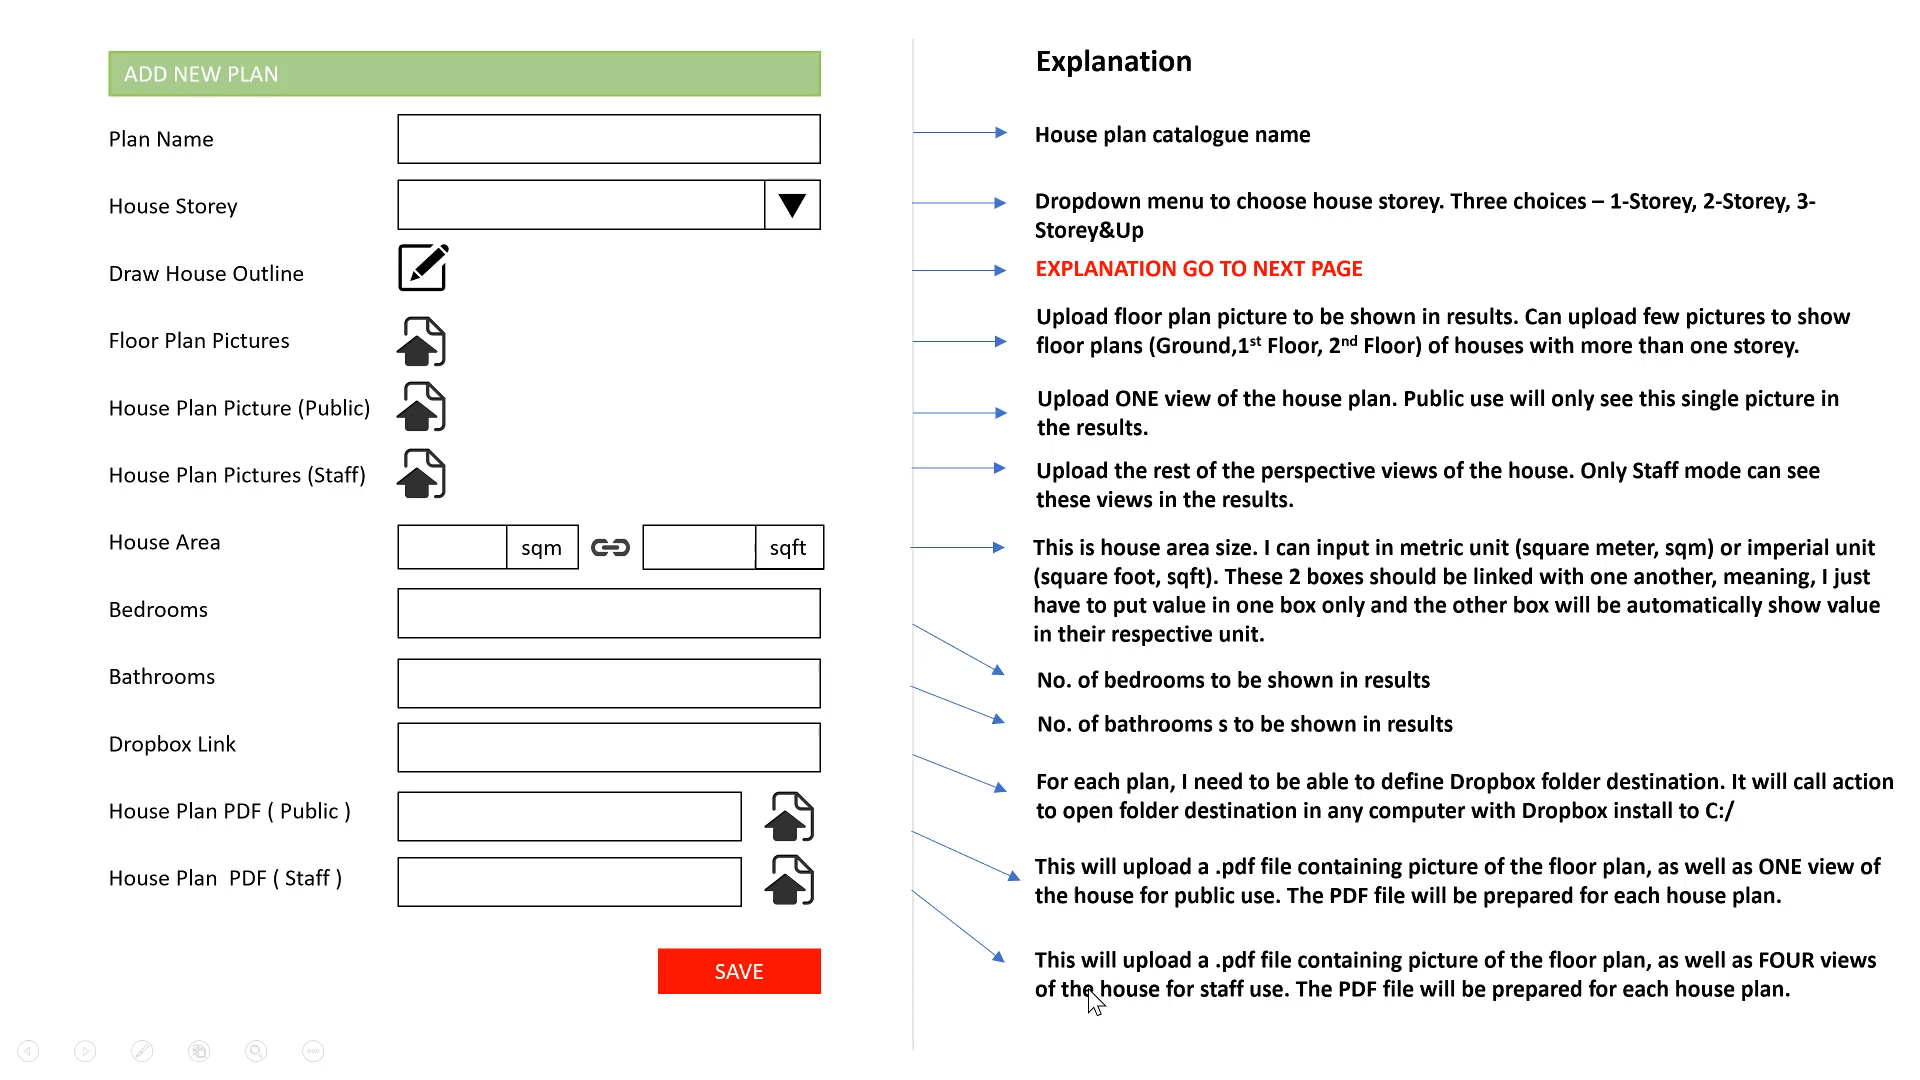 ADD NEW PLAN
Plan Name
House Storey
Draw House Outline
Floor Plan Pictures
House Plan Picture (Public)
House Plan Pictures (Staff)
House Area
sqm
sqft
Bedrooms
Bathrooms
Dropbox Link
House Plan PDF ( Public )
House Plan  PDF ( Staff )
SAVE
Explanation
House plan catalogue name
Dropdown menu to choose house storey. Three choices – 1-Storey, 2-Storey, 3-
Storey&Up
EXPLANATION GO TO NEXT PAGE
Upload floor plan picture to be shown in results. Can upload few pictures to show
floor plans (Ground,1st Floor, 2nd Floor) of houses with more than one storey.
Upload ONE view of the house plan. Public use will only see this single picture in
the results.
Upload the rest of the perspective views of the house. Only Staff mode can see
these views in the results.
This is house area size. I can input in metric unit (square meter, sqm) or imperial unit
(square foot, sqft). These 2 boxes should be linked with one another, meaning, I just
have to put value in one box only and the other box will be automatically show value
in their respective unit.
No. of bedrooms to be shown in results
No. of bathrooms s to be shown in results
For each plan, I need to be able to define Dropbox folder destination. It will call action
to open folder destination in any computer with Dropbox install to C:/
This will upload a .pdf file containing picture of the floor plan, as well as ONE view of
the house for public use. The PDF file will be prepared for each house plan.
This will upload a .pdf file containing picture of the floor plan, as well as FOUR views
of the house for staff use. The PDF file will be prepared for each house plan.